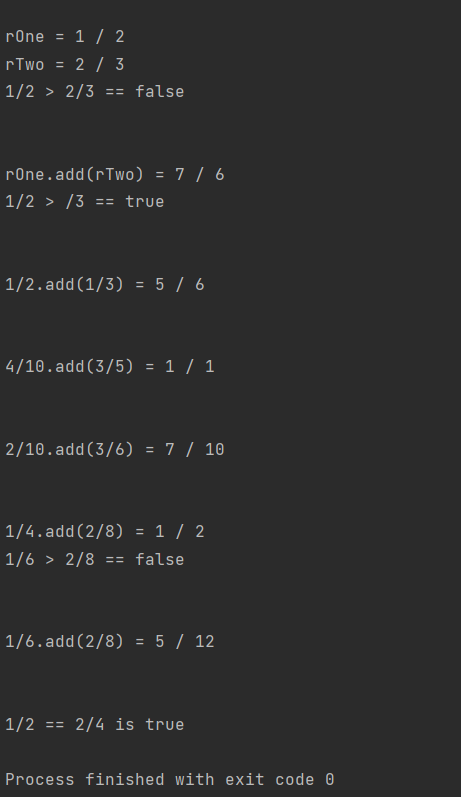 rOne = 1 / 2
rTwo = 2 / 3
1/2 > 2/3 == false
rOne.add(rTwo) = 7 / 6
1/2 > /3 == true
1/2.add(1/3) = 5 / 6
4/10.add(3/5) = 1 / 1
2/10.add(3/6) = 7 / 10
1/4.add(2/8) = 1 / 2
1/6 > 2/8 == false
1/6.add(2/8) = 5 / 12
1/2 == 2/4 is true
Process finished with exit code 0